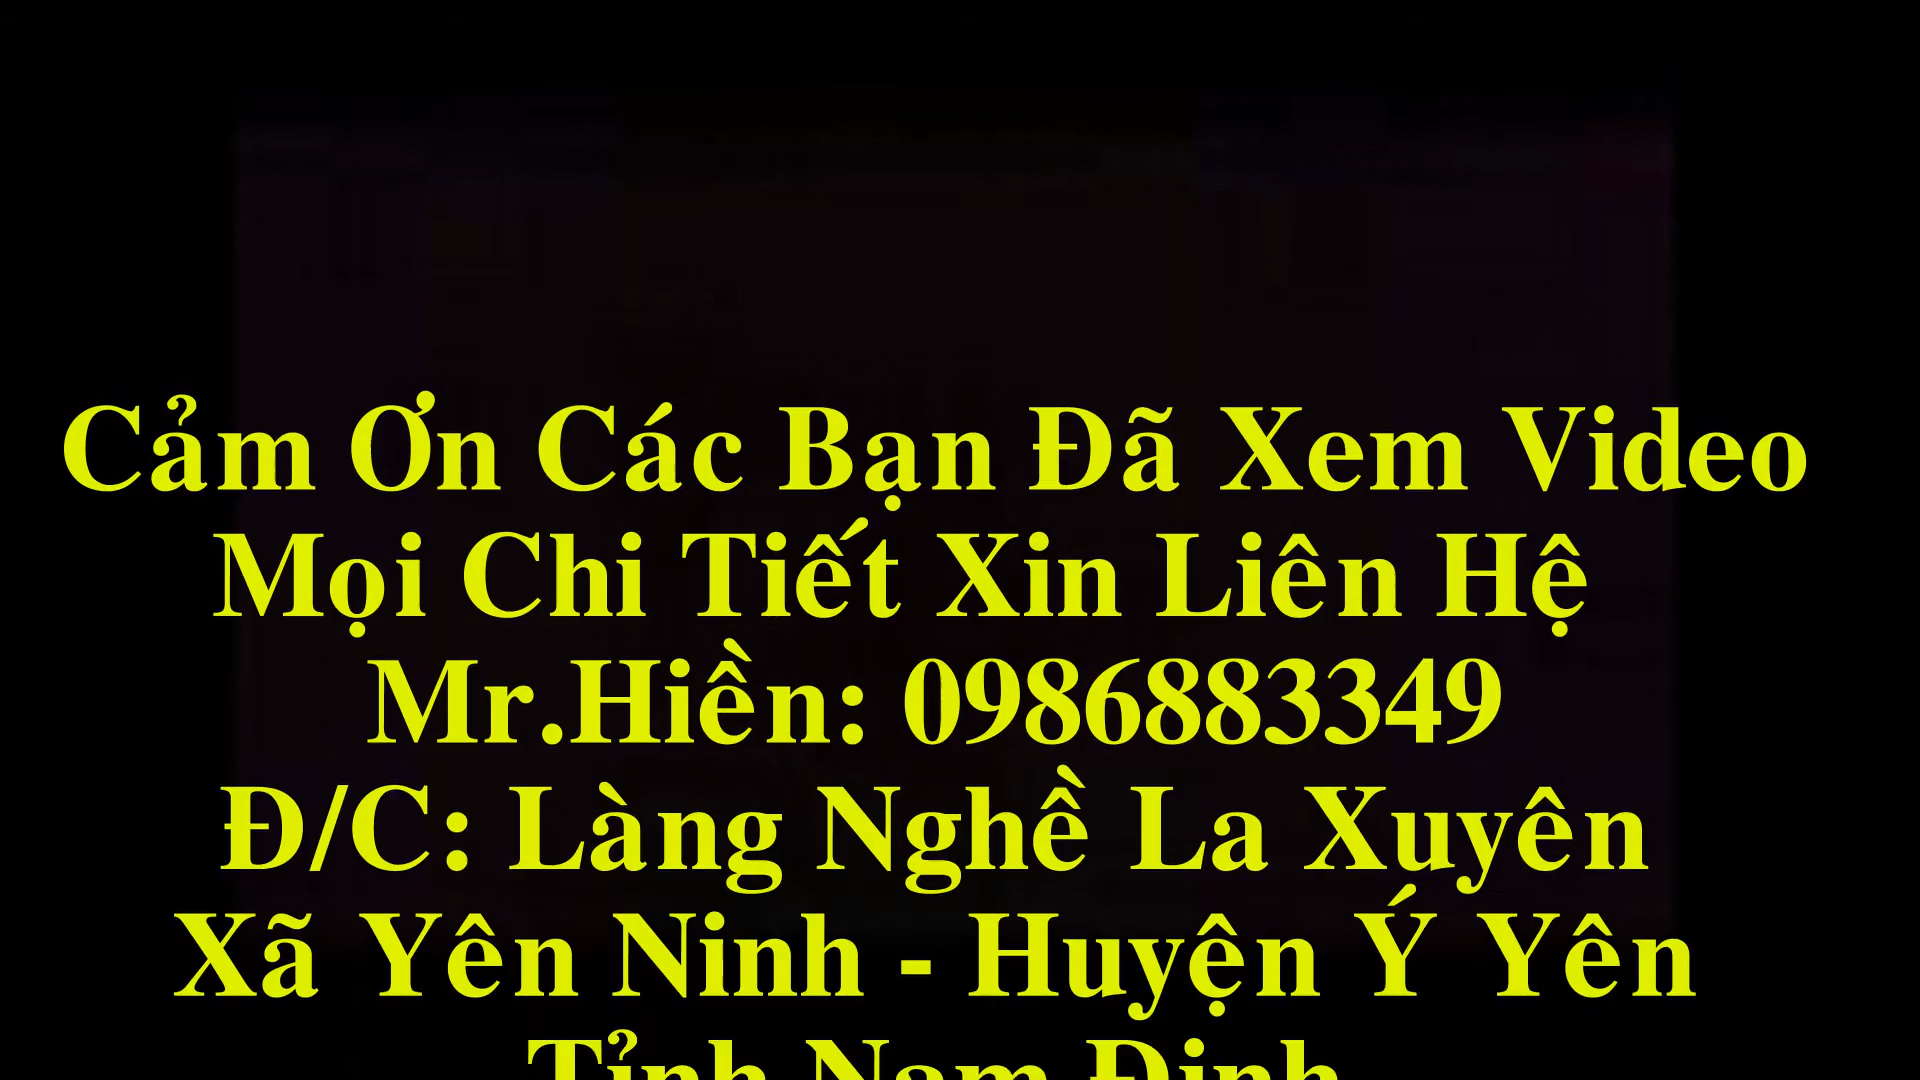 Cảm Ơn Các Bạn Đã Xem Video
Mọi Chi Tiết Xin Liên Hệ
Mr.Hiền: 0986883349
Đ/C: Làng Nghề La Xuyên
Xã Yên Ninh - Huyện Ý Yên
Tỉnh Nam Định